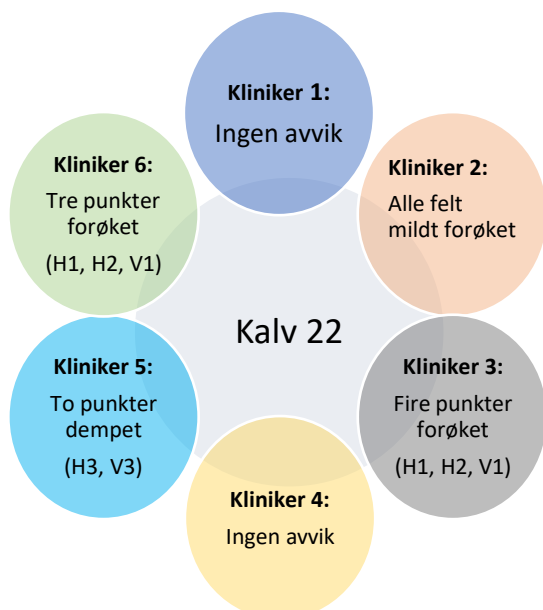 Kliniker 1:
Ingen avvik
Kliniker 2:
Alle felt
mildt forøket
Kliniker 3:
Fire punkter
forøket
(H1, H2, V1)
Kliniker 4:
Ingen avvik
Kliniker 5:
To punkter
dempet
(H3, V3)
Kliniker 6:
Tre punkter
forøket
(H1, H2, V1)
Kalv 22